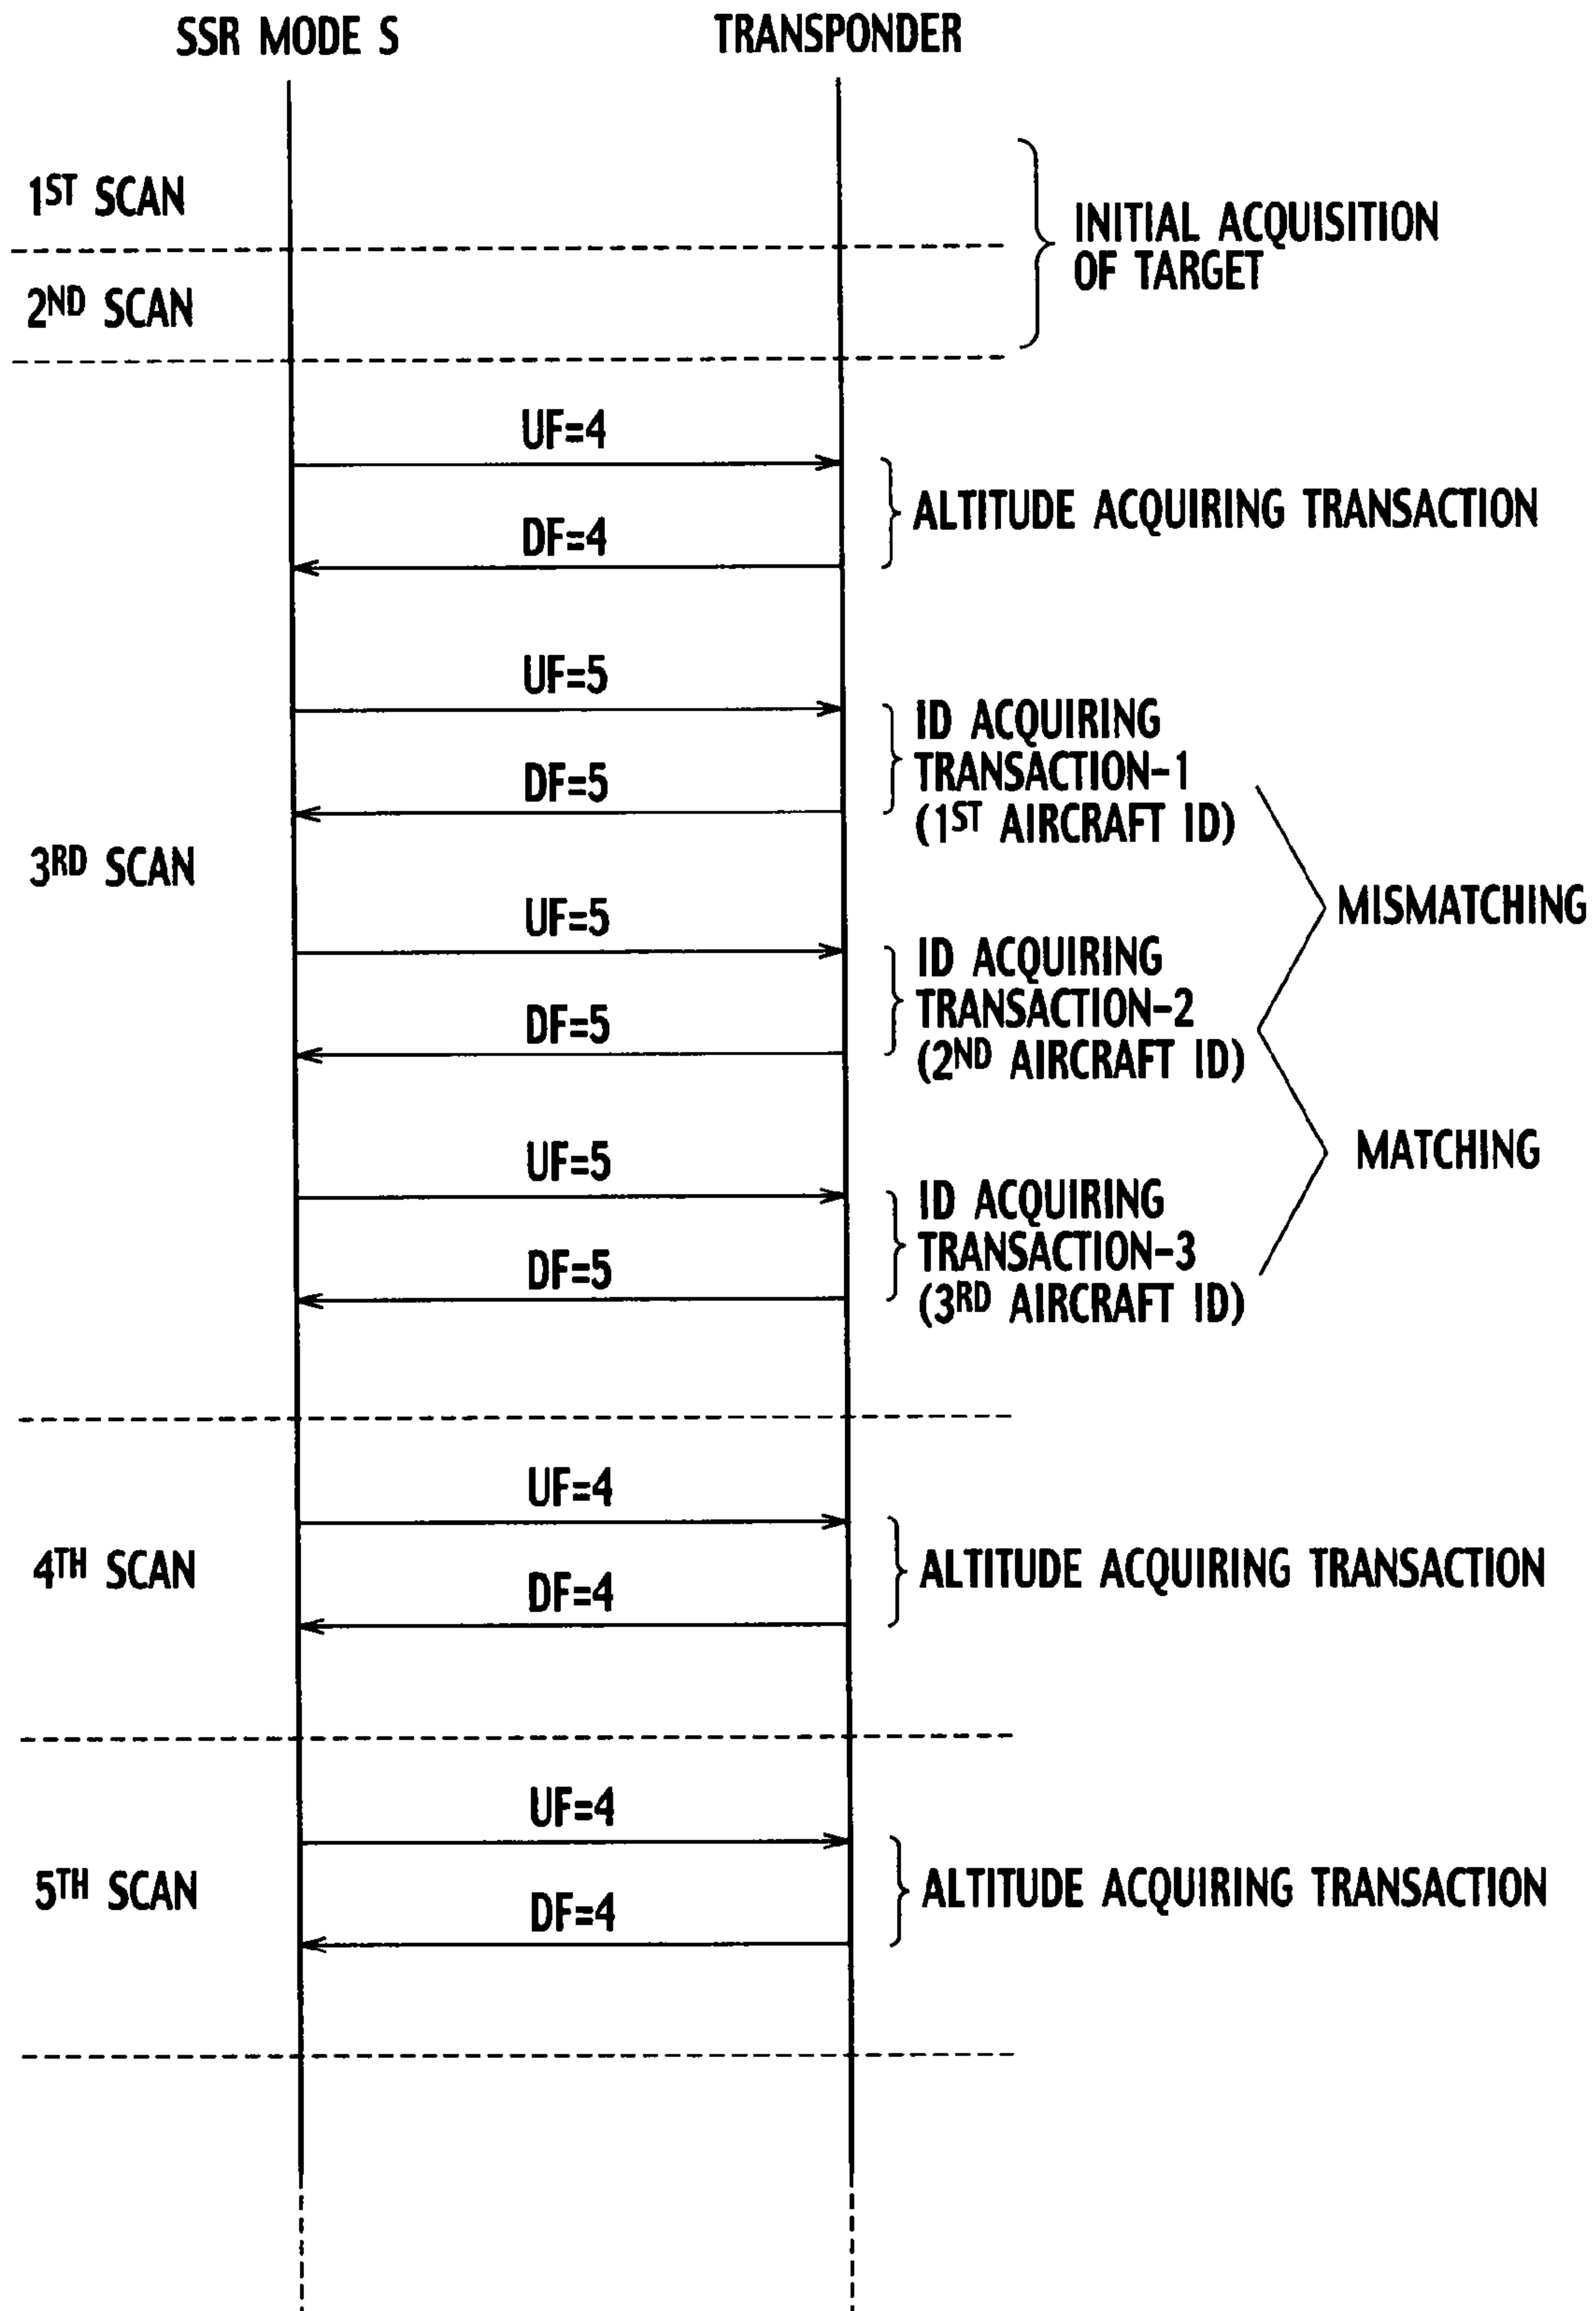 SSR MODE S
TRANSPONDER
1ST SCAN
INITIAL ACQUISITION
OF TARGET
2ND SCAN
UF=4
ALTITUDE ACQUIRING TRANSACTION
DF=4
UF=5
ID ACQUIRING
TRANSACTION-1
(1ST AIRCRAFT ID)
DF=5
3RD SCAN
MISMATCHING
UF=5
ID ACQUIRING
TRANSACTION-2
(2ND AIRCRAFT ID)
DF=5
MATCHING
UF=5
ID ACQUIRING
TRANSACTION-3
(3RD AIRCRAFT ID)
DF=5
UF=4
4TH SCAN
ALTITUDE ACQUIRING TRANSACTION
DF=4
UF=4
5TH SCAN
ALTITUDE ACQUIRING TRANSACTION
DF=4